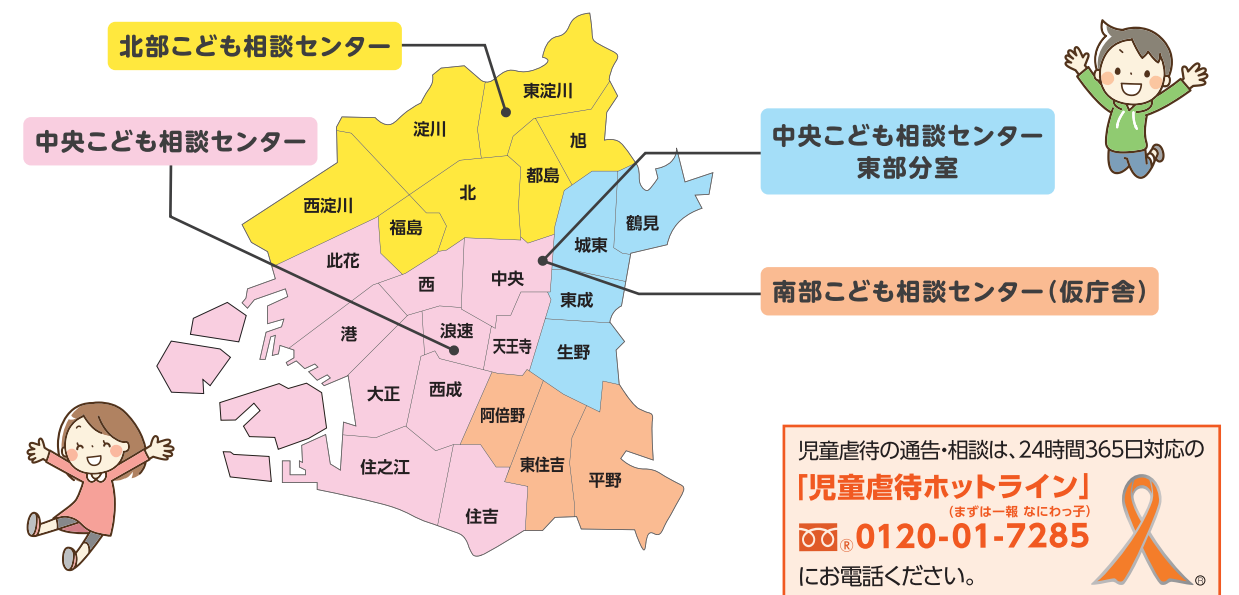 北部こども相談センター
中央こども相談センター
中央こども相談センター
東部分室
南部こども相談センター（仮庁舎）
東淀川
淀川
旭
都島
北
西淀川
福島
鶴見
城東
此花
西
中央
東成
港
浪速
天王寺
生野
大正
西成
阿倍野
住之江
東住吉
平野
住吉
児童虐待の通告・相談は、24時間365日対応の
「児童虐待ホットライン」
（まずは一報 なにわっ子）
®0120-01-7285
にお電話ください。
®